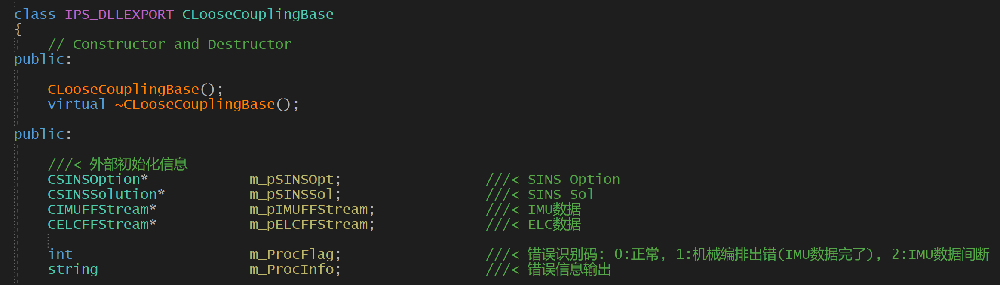 class IPS_DLLEXPORT CLooseCouplingBase
{
// Constructor and Destructor
public:
CLooseCouplingBase();
virtual ~CLooseCouplingBase();
public:
///< 外部初始化信息
CSINSOption* m_pSINSOpt; ///< SINS Option
CSINSSolution* m_pSINSSol; ///< SINS Sol
CIMUFFStream* m_pIMUFFStream; ///< IMU数据
CELCFFStream* m_pELCFFStream; ///< ELC数据
int m_ProcFlag; ///< 错误识别码: 0:正常, 1:机械编排出错(IMU数据完了), 2:IMU数据间断
string m_ProcInfo; ///< 错误信息输出